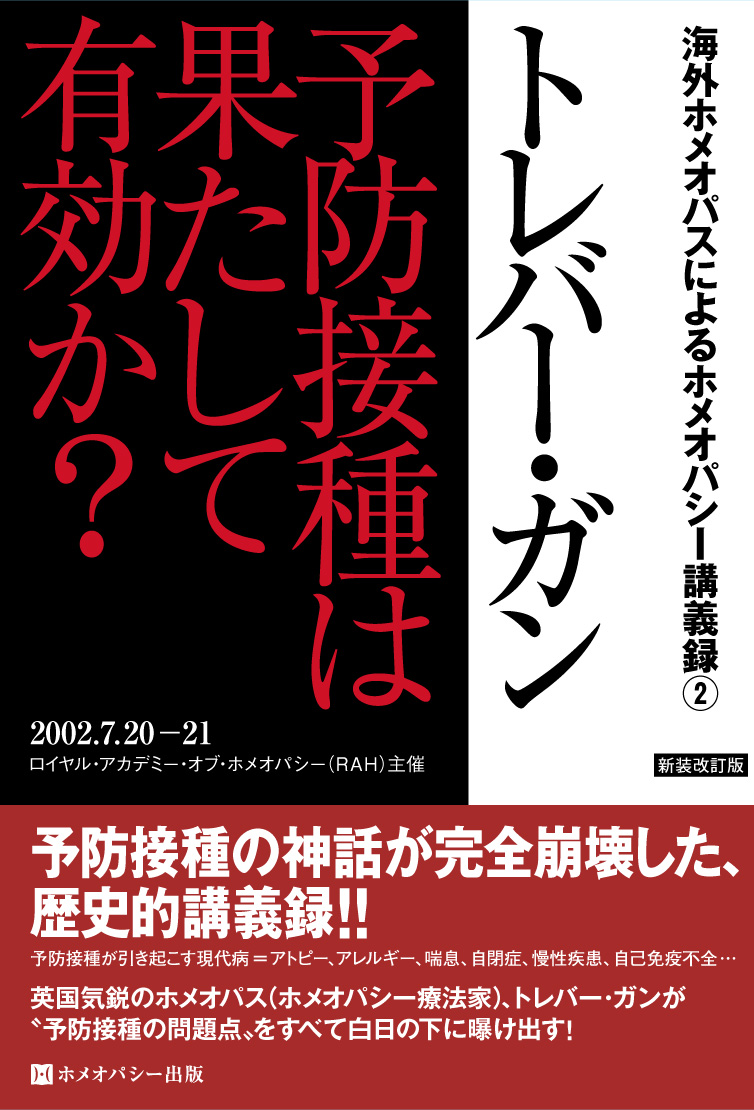 海外ホメオパスによるホメオパシー講義録②
トレバー・ガン
予防接種は
果たして
有効か？
2002.7.20－21
ロイヤル・アカデミー・オブ・ホメオパシー（RAH）主催
新装改訂版
予防接種の神話が完全崩壊した、
歴史的講義録!!
予防接種が引き起こす現代病＝アトピー、アレルギー、喘息、自閉症、慢性疾患、自己免疫不全…
英国気鋭のホメオパス（ホメオパシー療法家）、トレバー・ガンが
〝予防接種の問題点〟をすべて白日の下に曝け出す！
ホメオパシー出版